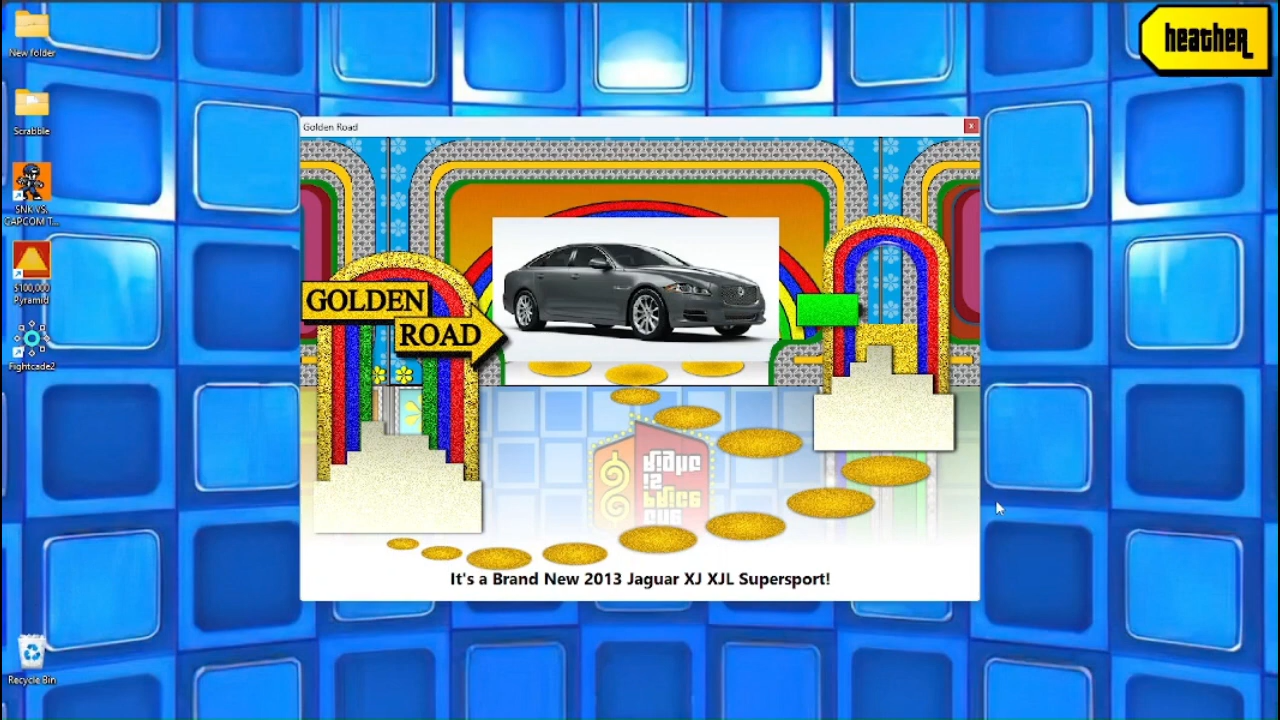 heather
New folder
Scrabble
SNK VS.
CAPCOM T...
$100,000
Pyramid
Fightcade2
Recycle Bin
Golden Road
GOLDEN
ROAD
It's a Brand New 2013 Jaguar XJ XJL Supersport!